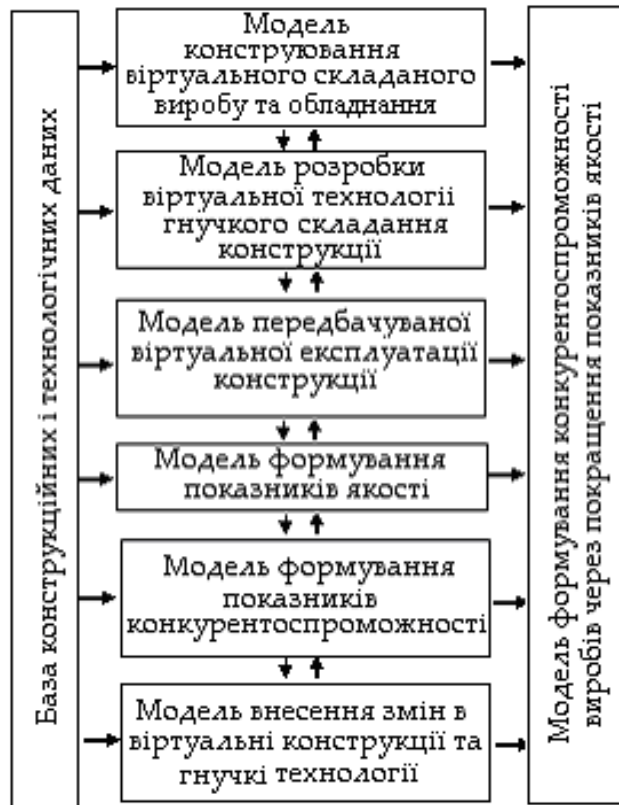 База конструкційних і технологічних даних
Модель
конструювання
віртуального складаного
виробу та обладнання
Модель розробки
віртуальної технології
гнучкого складання
конструкції
Модель передбачуваної
віртуальної експлуатації
конструкції
Модель формування
показників якості
Модель формування
показників
конкурентоспроможності
Модель внесення змін в
віртуальні конструкції та
гнучкі технології
Модель формування конкурентоспроможності
виробів через покращення показників якості